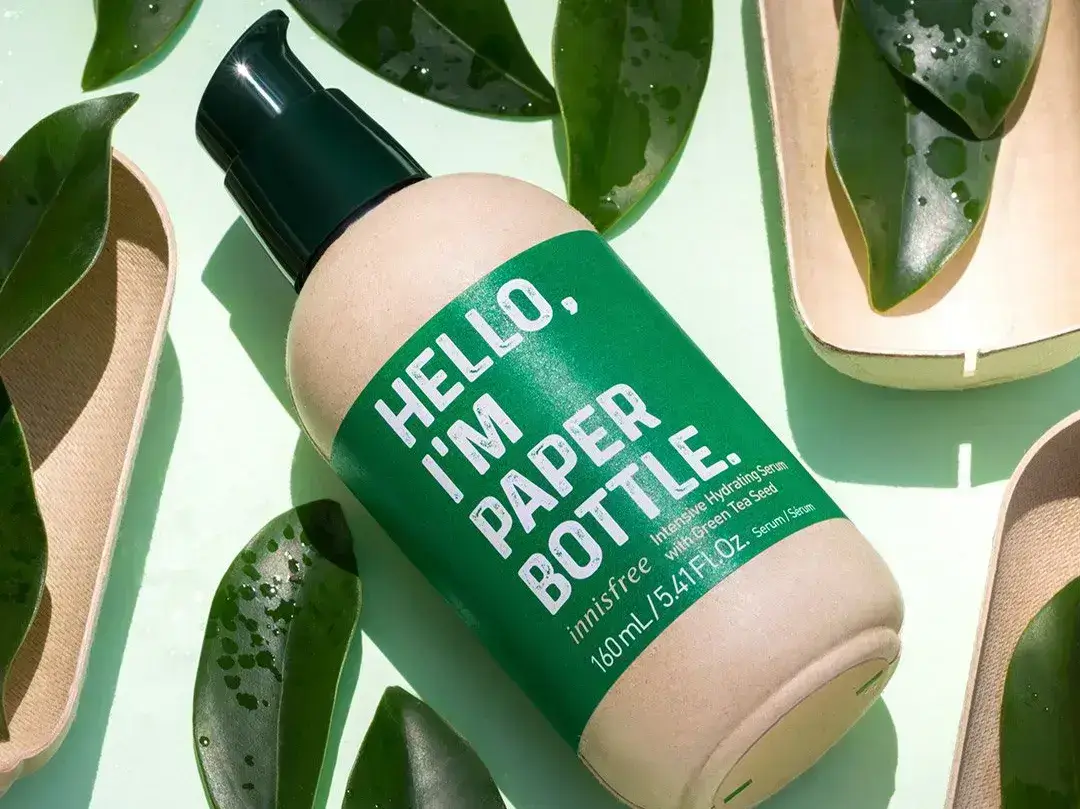 HELLO,
I'M
PAPER
BOTTLE.
innisfree Intensive Hydrating Serum
with Green Tea Seed
160mL/5.41Fl.Oz. Serum/Sérum